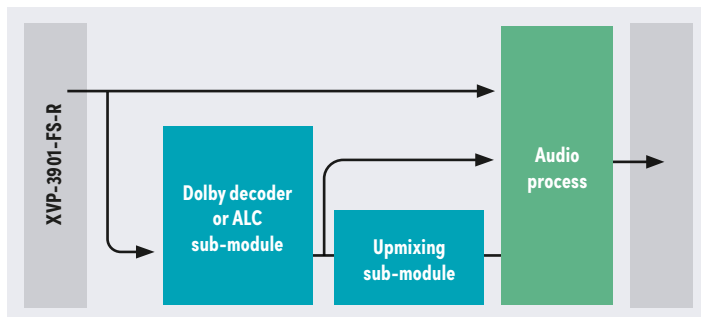 XVP-3901-FS-R
Dolby decoder
or ALC
sub-module
Upmixing
sub-module
Audio
process